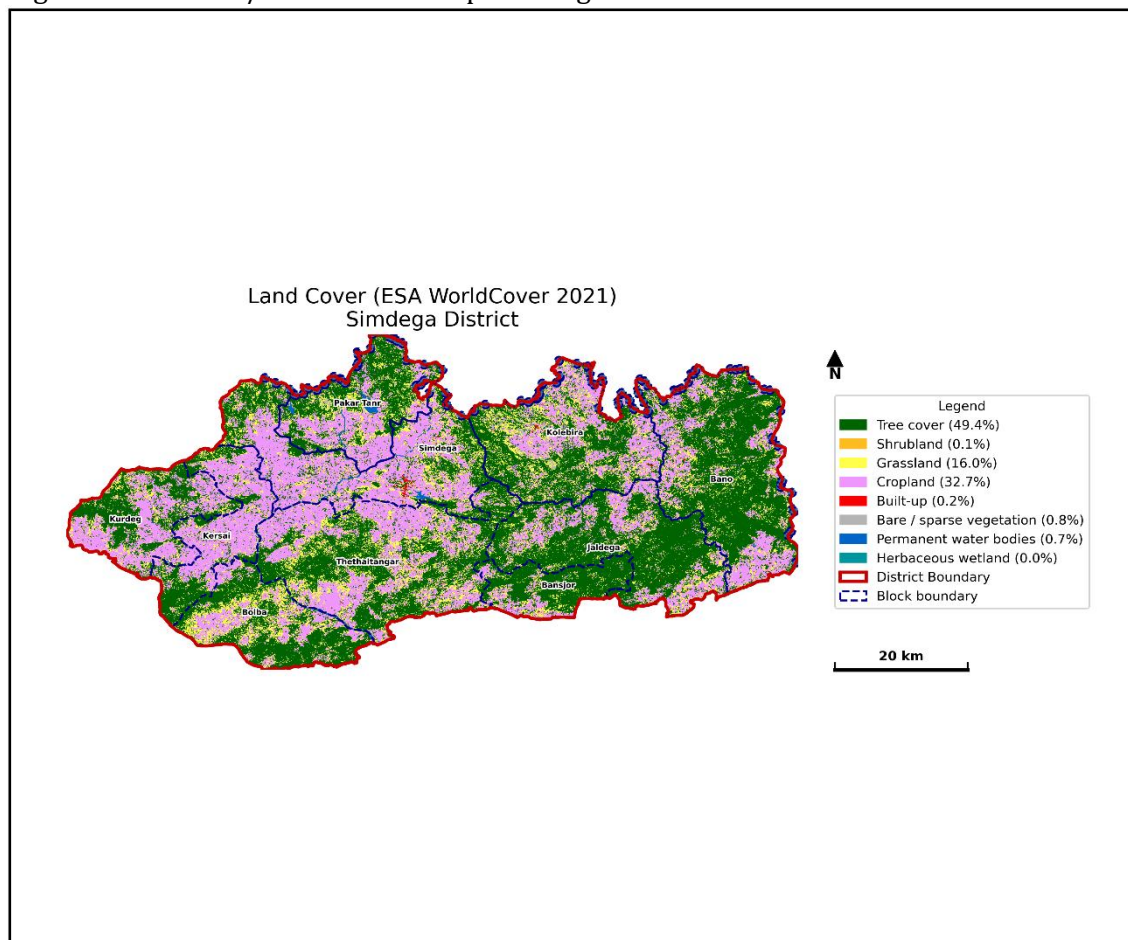 Land Cover (ESA WorldCover 2021)
Simdega District
N
Pakar Tanr
Kolebira
Simdega
Bano
Kurdeg
Kersai
Jaldega
Thethaitangar
Bansjor
Bolba
Legend
Tree cover (49.4%)
Shrubland (0.1%)
Grassland (16.0%)
Cropland (32.7%)
Built-up (0.2%)
Bare / sparse vegetation (0.8%)
Permanent water bodies (0.7%)
Herbaceous wetland (0.0%)
District Boundary
Block boundary
20 km